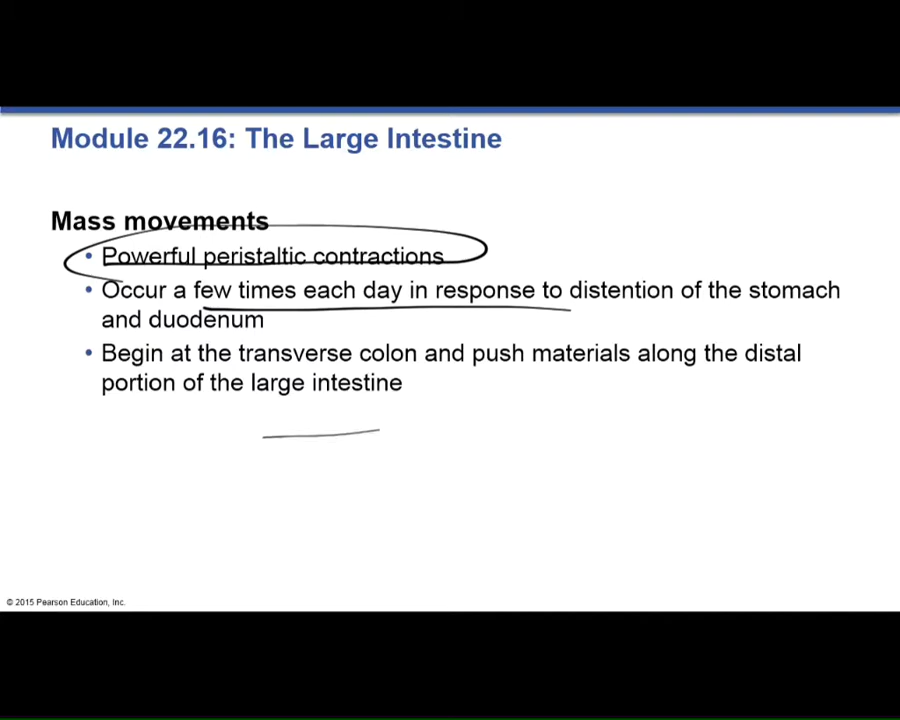 Module 22.16: The Large Intestine
Mass movements
• Powerful peristaltic contractions
• Occur a few times each day in response to distention of the stomach
and duodenum
• Begin at the transverse colon and push materials along the distal
portion of the large intestine
© 2015 Pearson Education, Inc.